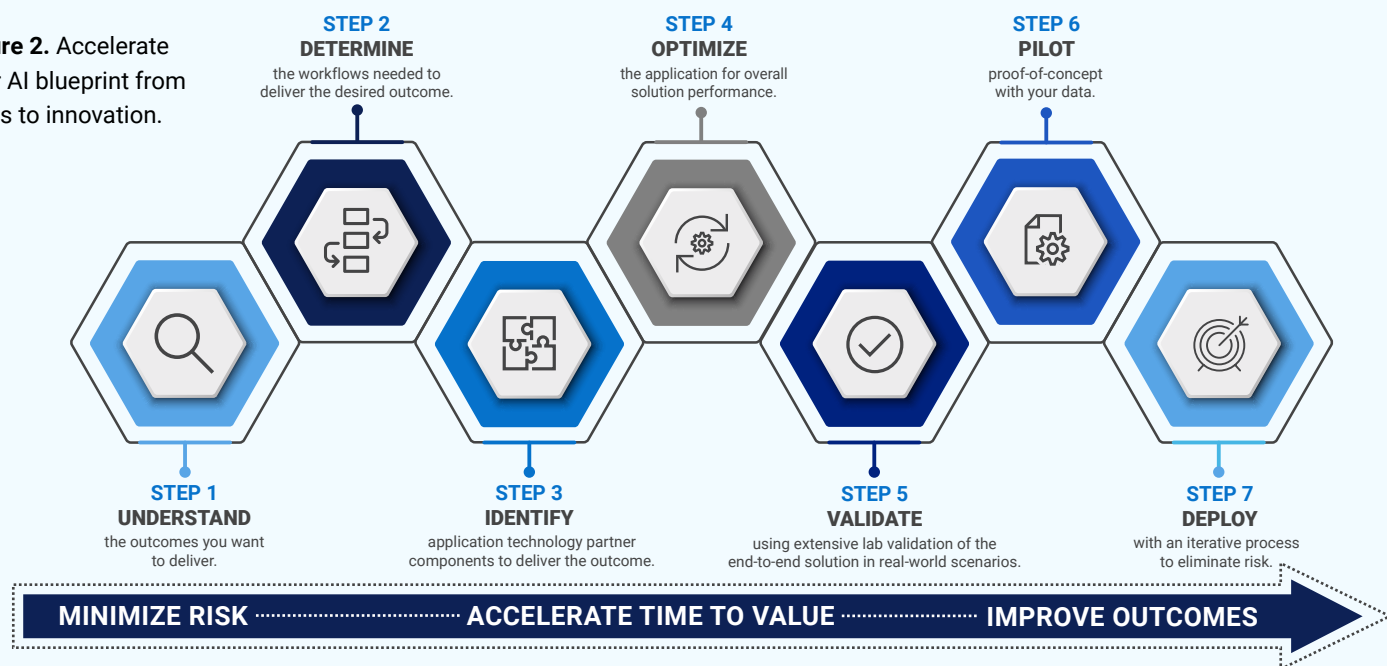 re 2. Accelerate
AI blueprint from
s to innovation.
STEP 2
DETERMINE
the workflows needed to
deliver the desired outcome.
STEP 4
OPTIMIZE
the application for overall
solution performance.
STEP 6
PILOT
proof-of-concept
with your data.
STEP 1
UNDERSTAND
the outcomes you want
to deliver.
STEP 3
IDENTIFY
application technology partner
components to deliver the outcome.
STEP 5
VALIDATE
using extensive lab validation of the
end-to-end solution in real-world scenarios.
STEP 7
DEPLOY
with an iterative process
to eliminate risk.
MINIMIZE RISK ACCELERATE TIME TO VALUE IMPROVE OUTCOMES